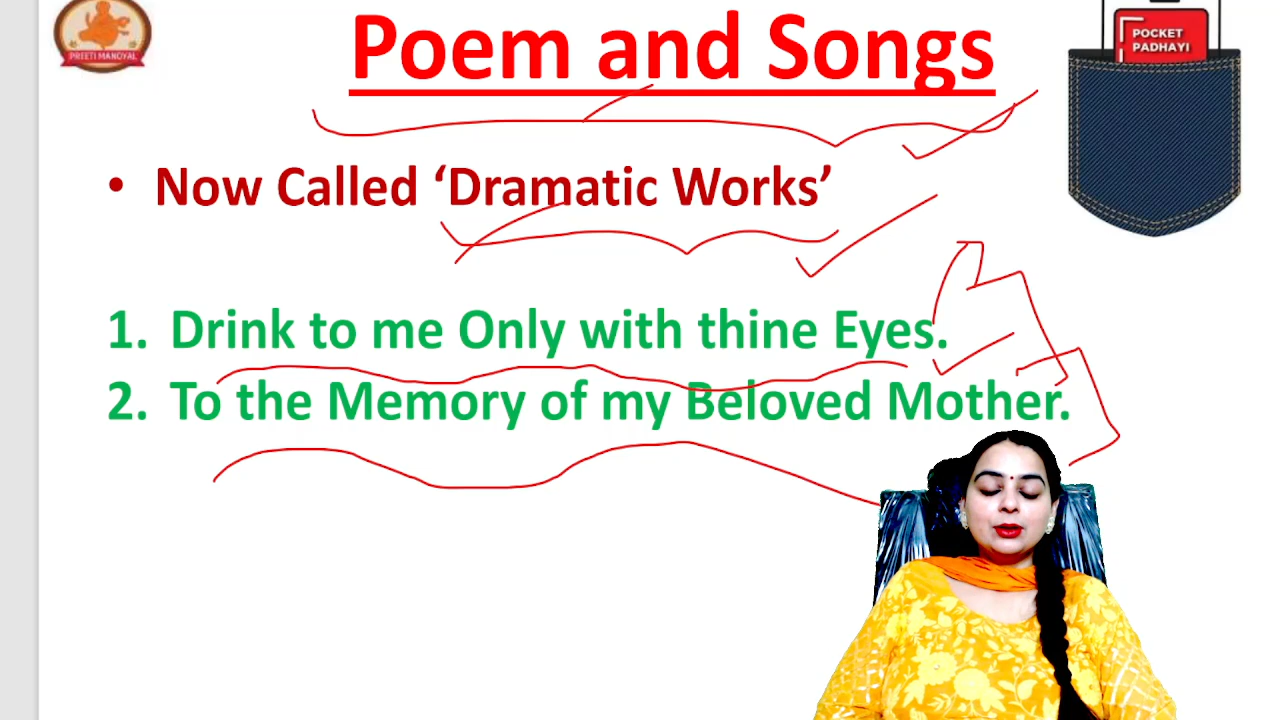 PREETI MANDYAL
Poem and Songs
POCKET
PADHAYI
• Now Called ‘Dramatic Works’
1. Drink to me Only with thine Eyes.
2. To the Memory of my Beloved Mother.